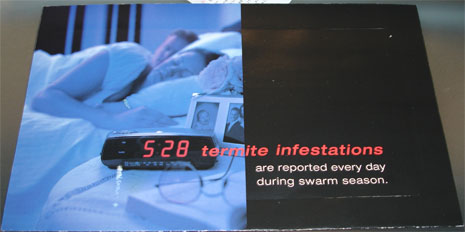 528 termite infestations
are reported every day
during swarm season.